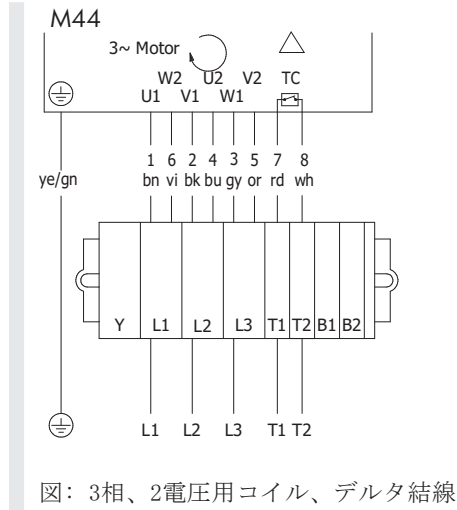 M44
3~ Motor
W2 U2 V2 TC
U1 V1 W1
1 6 2 4 3 5 7 8
ye/gn bn vi bk bu gy or rd wh
Y L1 L2 L3 T1 T2 B1 B2
L1 L2 L3 T1 T2
図: 3相、2電圧用コイル、デルタ結線